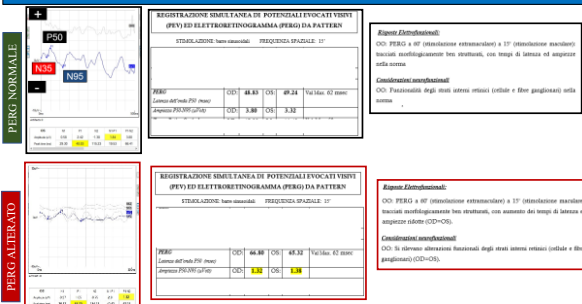 PERG NORMALE
+
P50
N35
N95
-
REGISTRAZIONE SIMULTANEA DI POTENZIALI EVOCATI VISIVI
(PEV) ED ELETTRORETINOGRAMMA (PERG) DA PATTERN
STIMOLAZIONE: barre sinusoidali FREQUENZA SPAZIALE: 15'
PERG OD: 48.83 OS: 49.24 Val Max. 62 msec
Latenza dell'onda P50 (msec)
Ampiezza P50-N95 (uVolt) OD: 3.80 OS: 3.32
Risposte Elettrofunzionali:
OO: PERG a 60' (stimolazione extramaculare) a 15' (stimolazione maculare):
tracciati morfologicamente ben strutturati, con tempi di latenza ed ampiezze
nella norma
Considerazioni neurofunzionali
OO: Funzionalità degli strati interni retinici (cellule e fibre ganglionari) nella
norma
PERG ALTERATO
REGISTRAZIONE SIMULTANEA DI POTENZIALI EVOCATI VISIVI
(PEV) ED ELETTRORETINOGRAMMA (PERG) DA PATTERN
STIMOLAZIONE: barre sinusoidali FREQUENZA SPAZIALE: 15'
PERG OD: 66.80 OS: 65.32 Val Max. 62 msec
Latenza dell'onda P50 (msec)
Ampiezza P50-N95 (uVolt) OD: 1.32 OS: 1.38
Risposte Elettrofunzionali:
OO: PERG a 60' (stimolazione extramaculare) a 15' (stimolazione maculare)
tracciati morfologicamente ben strutturati, con aumento dei tempi di latenza e
ampiezze ridotte (OD=OS).
Considerazioni neurofunzionali
OO: Si rilevano alterazioni funzionali degli strati interni retinici (cellule e fibre
ganglionari) (OD=OS).